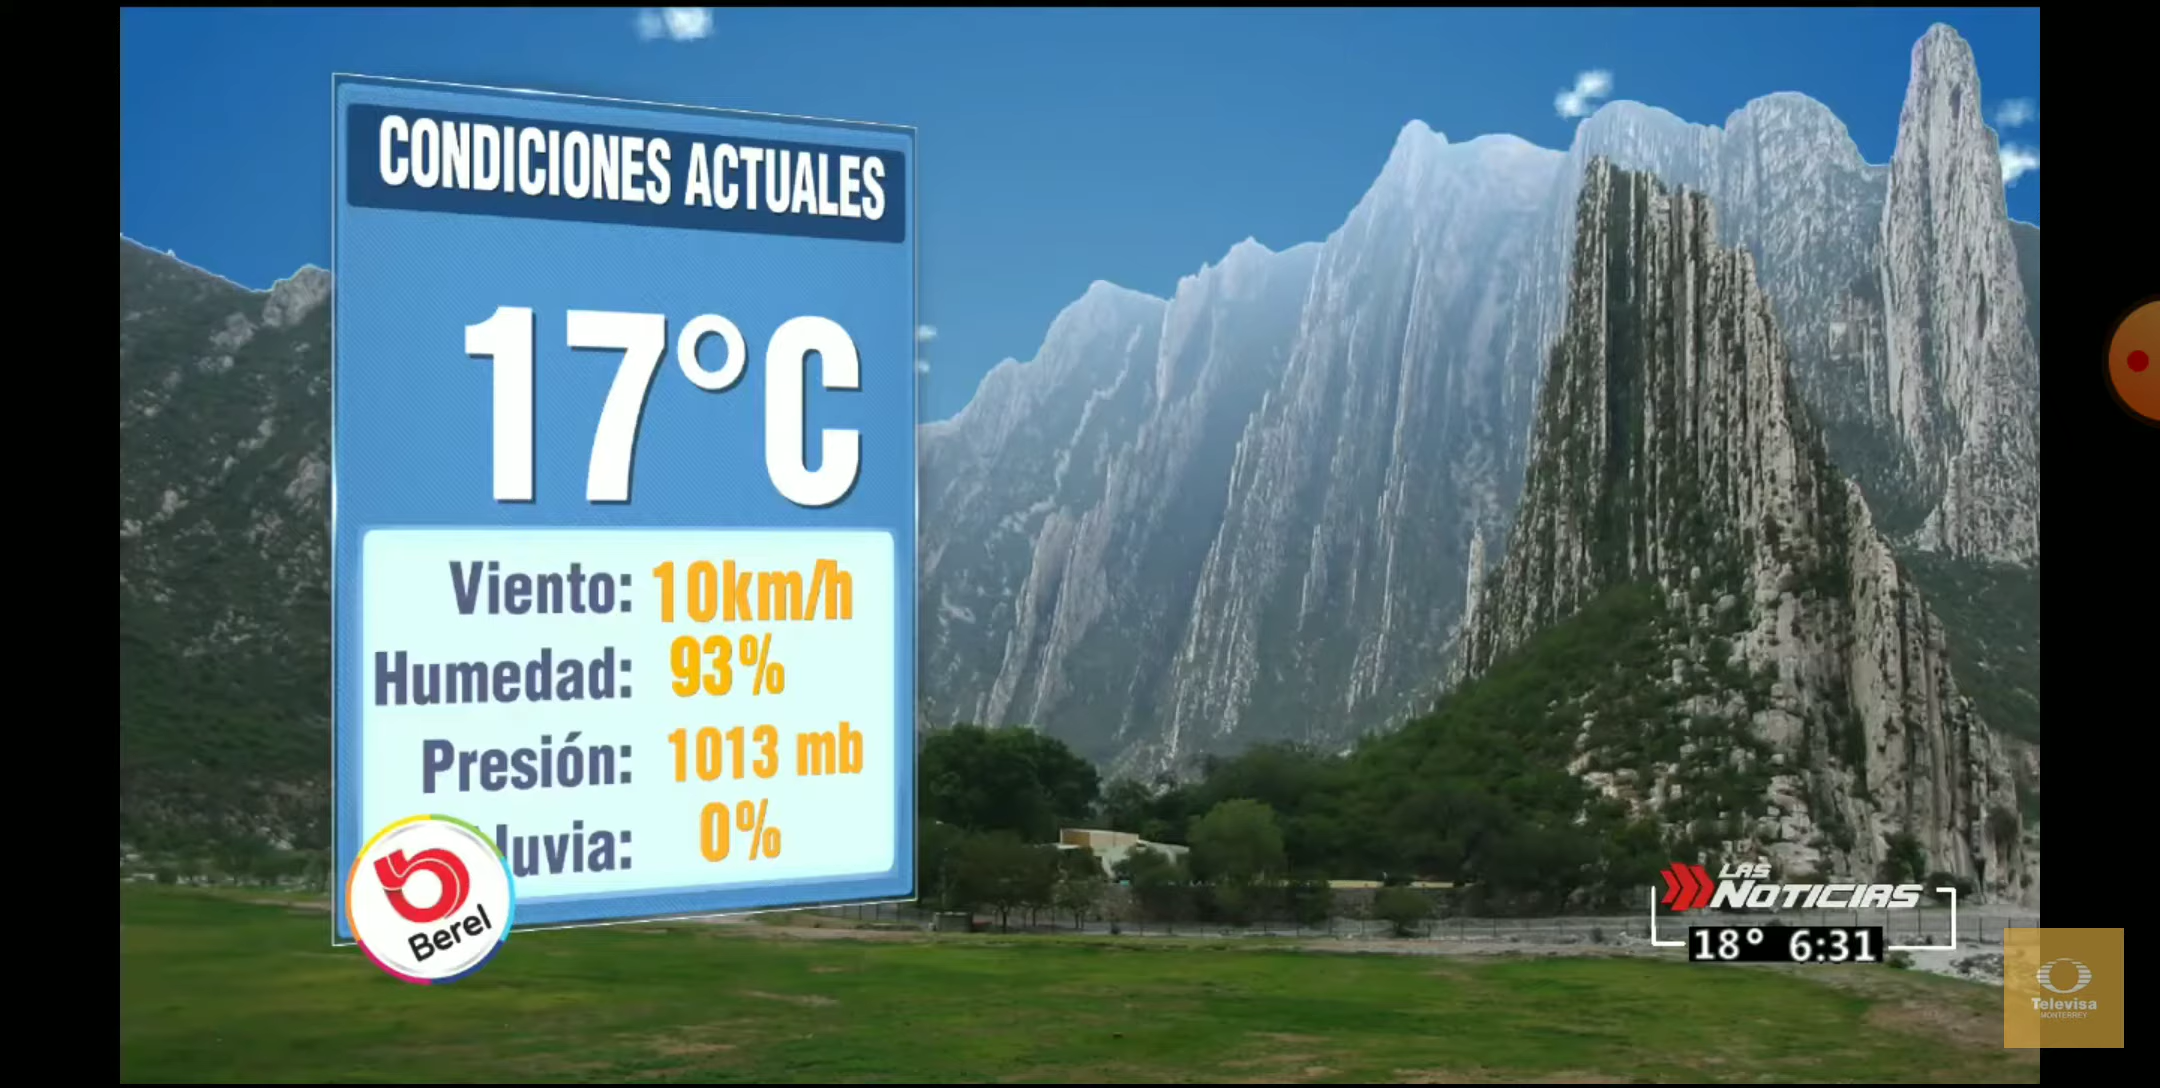 CONDICIONES ACTUALES
17°C
Viento: 10km/h
Humedad: 93%
Presión: 1013 mb
luvia: 0%
Berel
LAS
NOTICIAS
18° 6:31
Televisa
MONTERREY